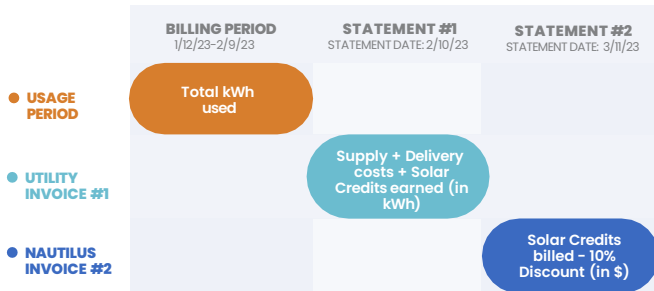 BILLING PERIOD
1/12/23-2/9/23
STATEMENT #1
STATEMENT DATE: 2/10/23
STATEMENT #2
STATEMENT DATE: 3/11/23
USAGE
PERIOD
Total kWh
used
UTILITY
INVOICE #1
Supply + Delivery
costs + Solar
Credits earned (in
kWh)
NAUTILUS
INVOICE #2
Solar Credits
billed - 10%
Discount (in $)